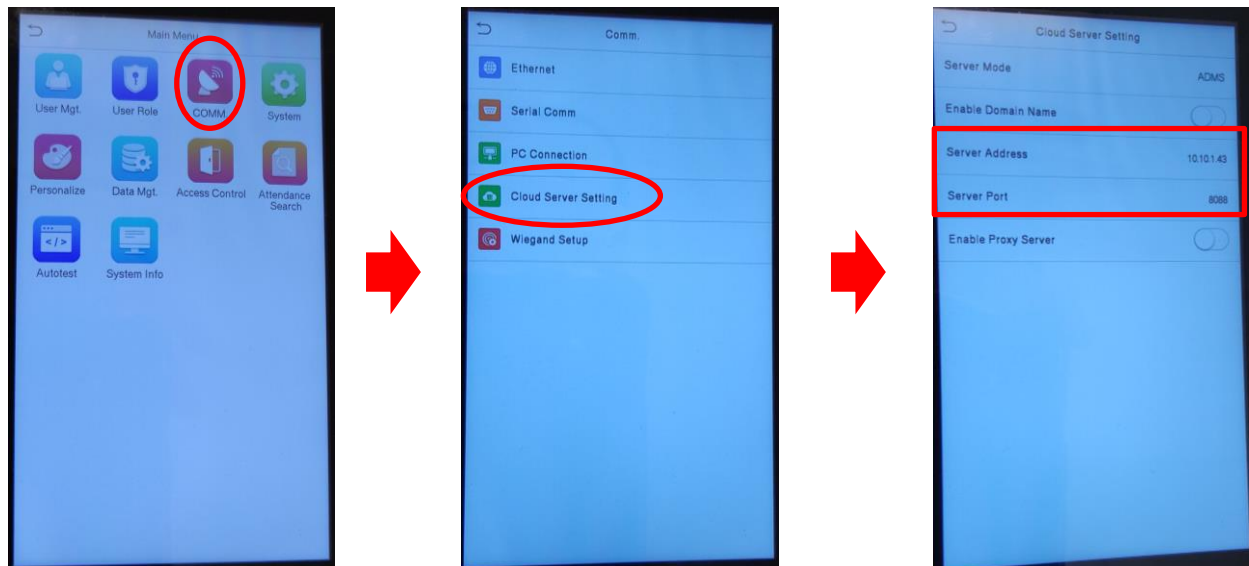 Main Menu
User Mgt.
User Role
COMM.
System
Personalize
Data Mgt.
Access Control
Attendance
Search
Autotest
System Info
Comm.
Ethernet
Serial Comm
PC Connection
Cloud Server Setting
Wiegand Setup
Cloud Server Setting
Server Mode
ADMS
Enable Domain Name
Server Address
10.10.1.43
Server Port
8088
Enable Proxy Server